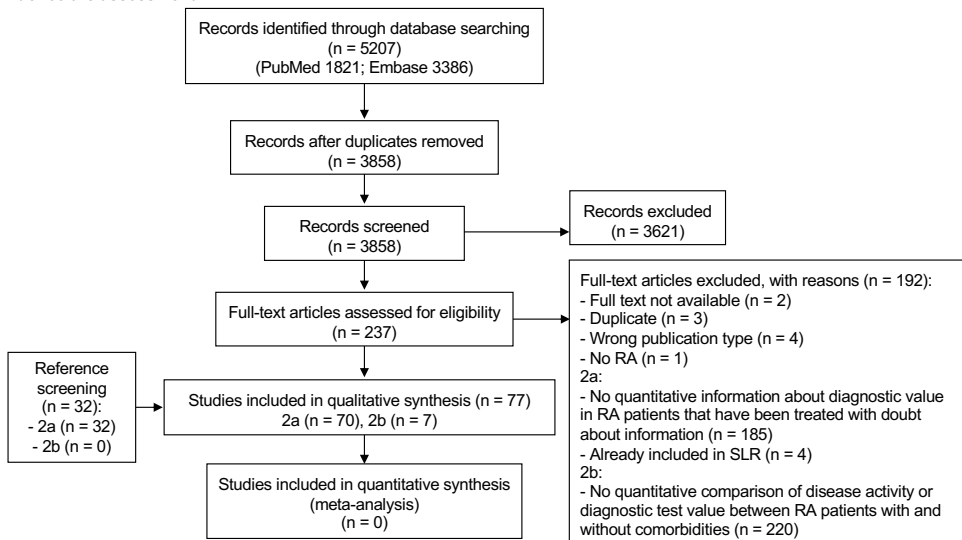 Records identified through database searching
(n = 5207)
(PubMed 1821; Embase 3386)
Records after duplicates removed
(n = 3858)
Records screened
(n = 3858)
Records excluded
(n = 3621)
Full-text articles assessed for eligibility
(n = 237)
Full-text articles excluded, with reasons (n = 192):
- Full text not available (n = 2)
- Duplicate (n = 3)
- Wrong publication type (n = 4)
- No RA (n = 1)
2a:
- No quantitative information about diagnostic value
in RA patients that have been treated with doubt
about information (n = 185)
- Already included in SLR (n = 4)
2b:
- No quantitative comparison of disease activity or
diagnostic test value between RA patients with and
without comorbidities (n = 220)
Reference
screening
(n = 32):
- 2a (n = 32)
- 2b (n = 0)
Studies included in qualitative synthesis (n = 77)
2a (n = 70), 2b (n = 7)
Studies included in quantitative synthesis
(meta-analysis)
(n = 0)